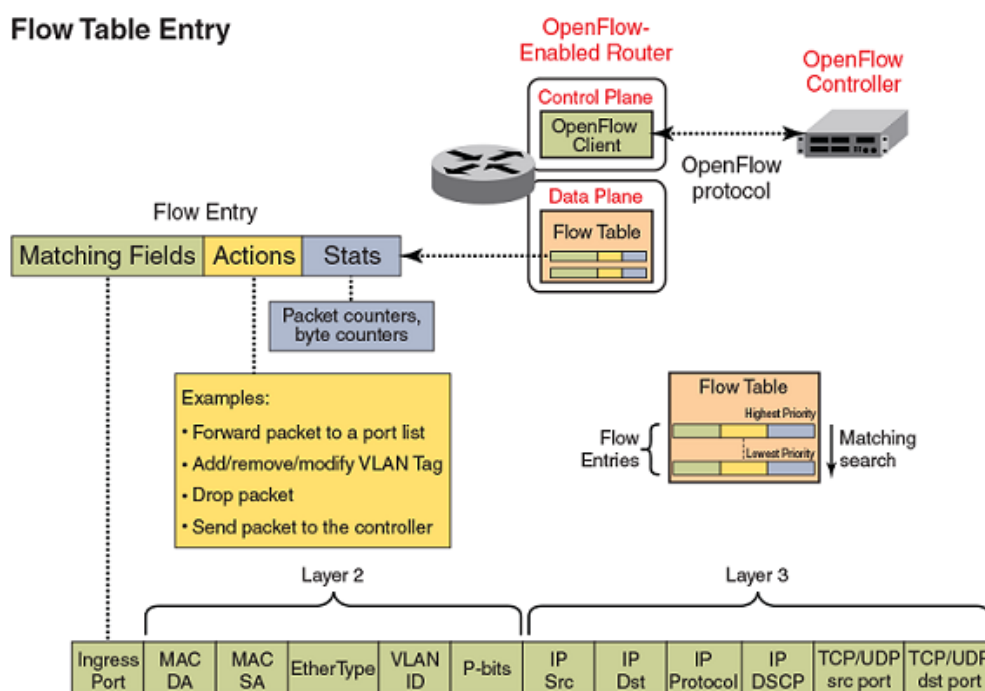 Flow Table Entry
OpenFlow-
Enabled Router
OpenFlow
Controller
Control Plane
OpenFlow
Client
OpenFlow
protocol
Data Plane
Flow Table
Flow Entry
Matching Fields
Actions
Stats
Packet counters,
byte counters
Examples:
• Forward packet to a port list
• Add/remove/modify VLAN Tag
• Drop packet
• Send packet to the controller
Flow Table
Highest Priority
Lowest Priority
Flow
Entries
Matching
search
Layer 2
Layer 3
Ingress
Port
MAC
DA
MAC
SA
EtherType
VLAN
ID
P-bits
IP
Src
IP
Dst
IP
Protocol
IP
DSCP
TCP/UDP
src port
TCP/UDP
dst port